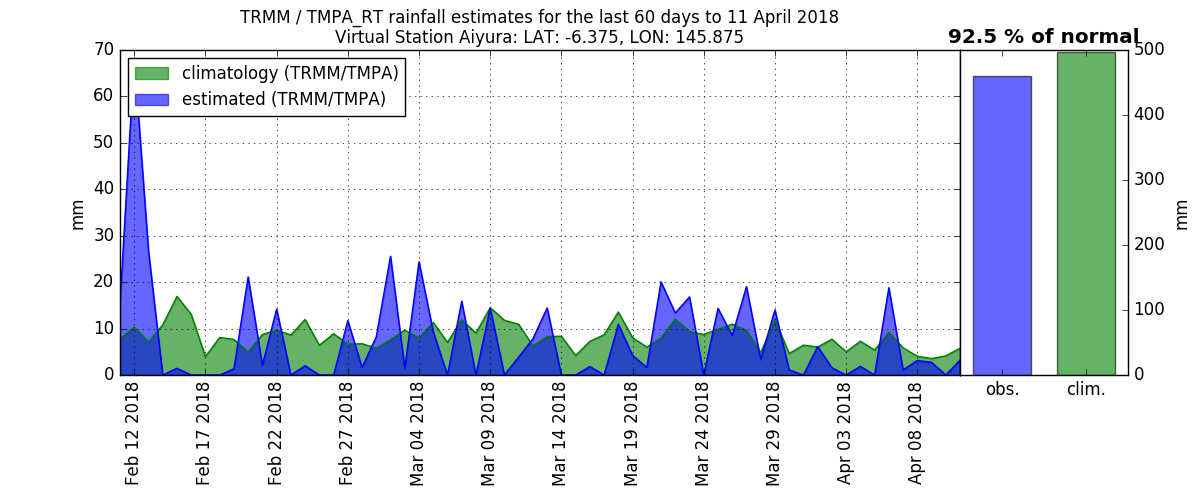 TRMM / TMPA_RT rainfall estimates for the last 60 days to 11 April 2018
Virtual Station Aiyura: LAT: -6.375, LON: 145.875
92.5 % of normal
climatology (TRMM/TMPA)
estimated (TRMM/TMPA)
70
60
50
40
30
20
10
0
mm
Feb 12 2018
Feb 17 2018
Feb 22 2018
Feb 27 2018
Mar 04 2018
Mar 09 2018
Mar 14 2018
Mar 19 2018
Mar 24 2018
Mar 29 2018
Apr 03 2018
Apr 08 2018
obs.
clim.
500
400
300
200
100
0
mm